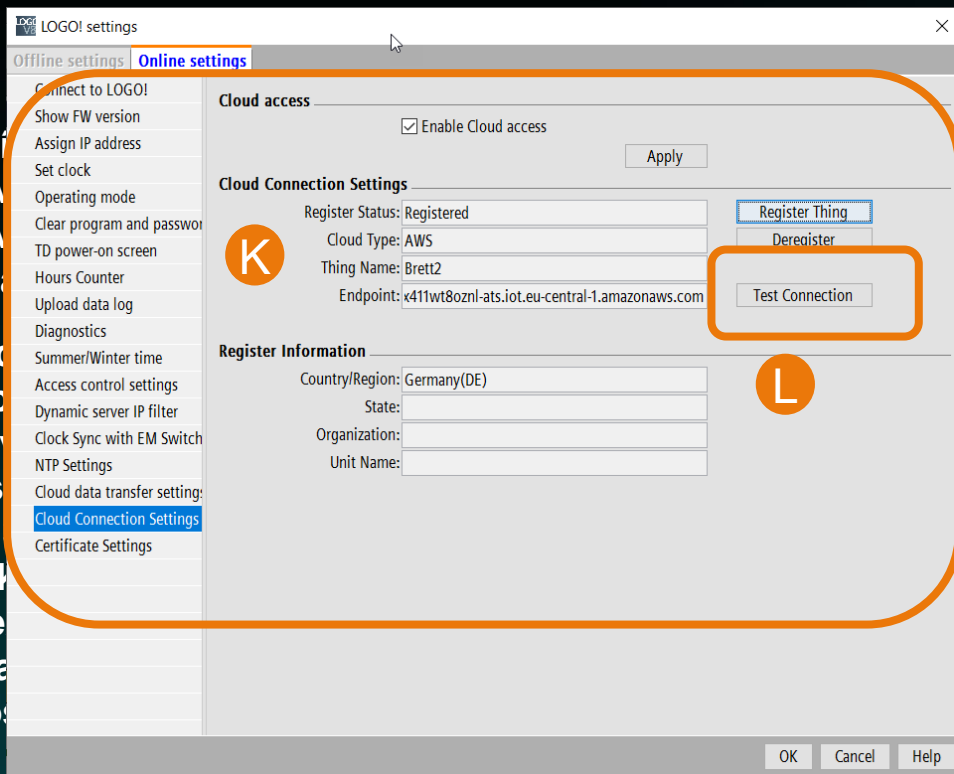 LOGO! settings
Offline settings
Online settings
Connect to LOGO!
Show FW version
Assign IP address
Set clock
Operating mode
Clear program and passwor
TD power-on screen
Hours Counter
Upload data log
Diagnostics
Summer/Winter time
Access control settings
Dynamic server IP filter
Clock Sync with EM Switch
NTP Settings
Cloud data transfer settings
Cloud Connection Settings
Certificate Settings
Cloud access
Enable Cloud access
Apply
Cloud Connection Settings
Register Status: Registered
Register Thing
Cloud Type: AWS
Deregister
Thing Name: Brett2
Endpoint: x411wt8oznl-ats.iot.eu-central-1.amazonaws.com
Test Connection
K
L
Register Information
Country/Region: Germany(DE)
State:
Organization:
Unit Name:
OK
Cancel
Help